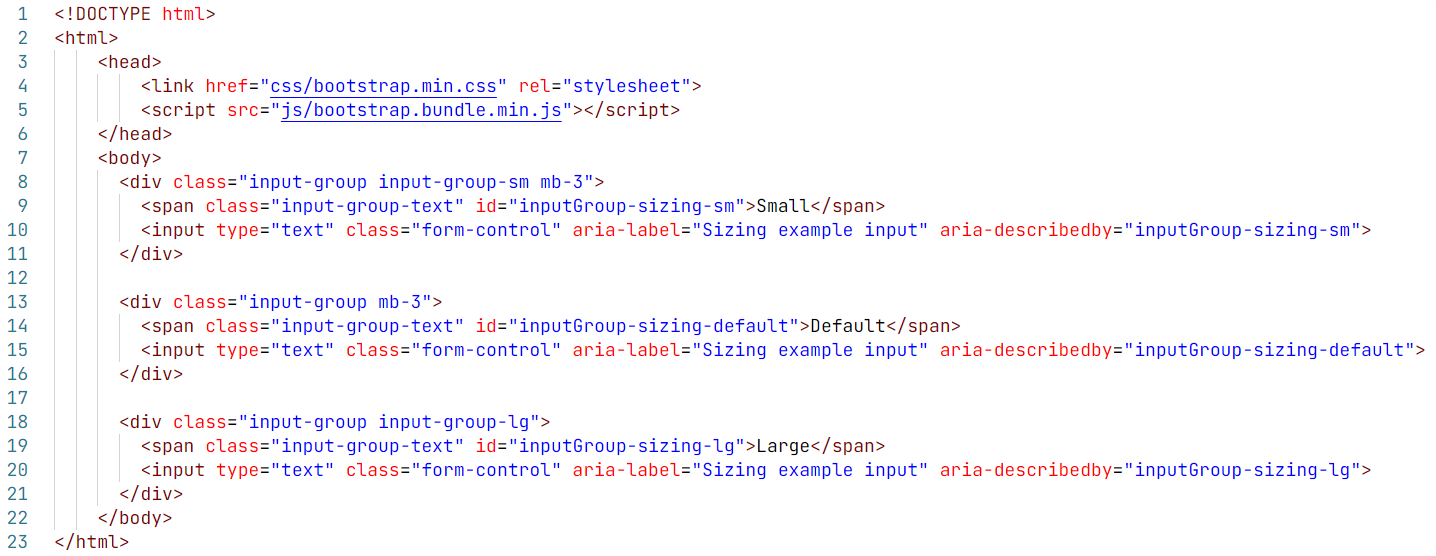 1 <!DOCTYPE html>
2 <html>
3     <head>
4         <link href="css/bootstrap.min.css" rel="stylesheet">
5         <script src="js/bootstrap.bundle.min.js"></script>
6     </head>
7     <body>
8       <div class="input-group input-group-sm mb-3">
9         <span class="input-group-text" id="inputGroup-sizing-sm">Small</span>
10         <input type="text" class="form-control" aria-label="Sizing example input" aria-describedby="inputGroup-sizing-sm">
11       </div>
12
13       <div class="input-group mb-3">
14         <span class="input-group-text" id="inputGroup-sizing-default">Default</span>
15         <input type="text" class="form-control" aria-label="Sizing example input" aria-describedby="inputGroup-sizing-default">
16       </div>
17
18       <div class="input-group input-group-lg">
19         <span class="input-group-text" id="inputGroup-sizing-lg">Large</span>
20         <input type="text" class="form-control" aria-label="Sizing example input" aria-describedby="inputGroup-sizing-lg">
21       </div>
22     </body>
23 </html>